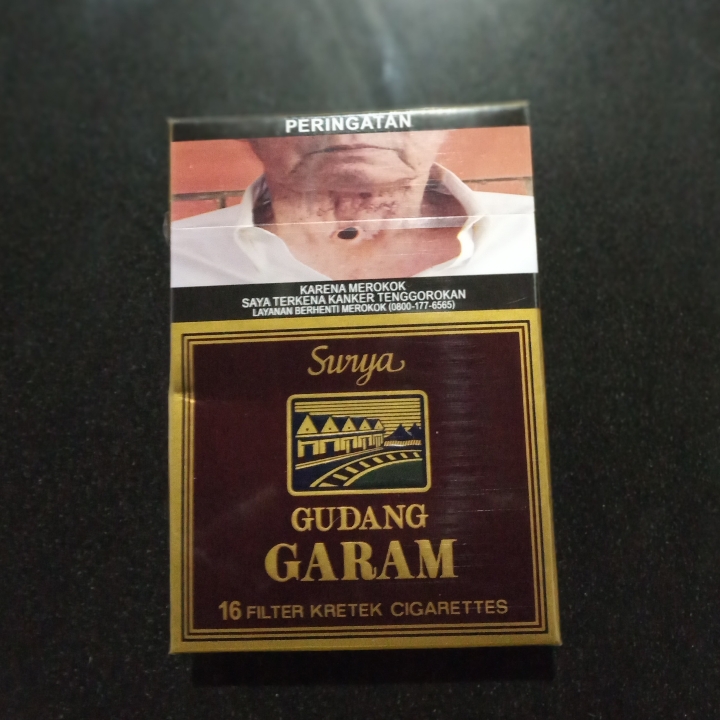 PERINGATAN
KARENA MEROKOK
SAYA TERKENA KANKER TENGGOROKAN
LAYANAN BERHENTI MEROKOK (0800-177-6565)
Surya
GUDANG
GARAM
16 FILTER KRETEK CIGARETTES